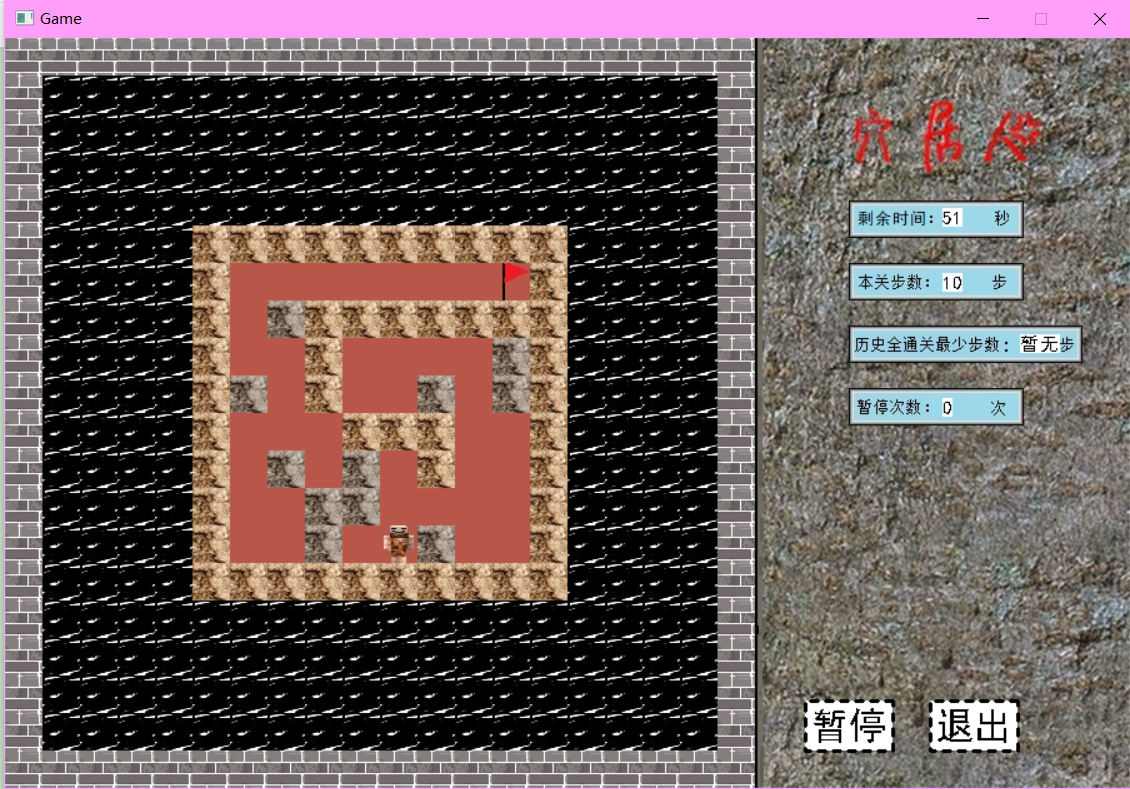 Game
穴居人
剩余时间：51 秒
本关步数：10 步
历史全通关最少步数：暂无步
暂停次数：0 次
暂停 退出